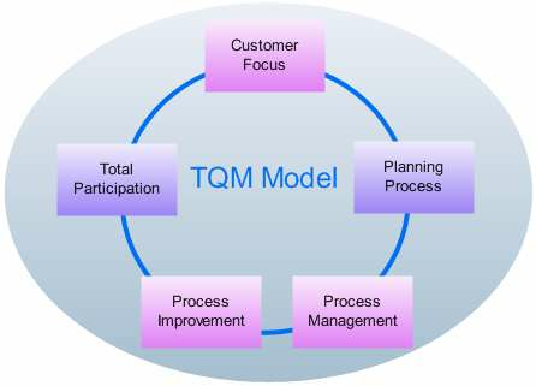 Customer
Focus
Total
Participation
TQM Model
Planning
Process
Process
Improvement
Process
Management